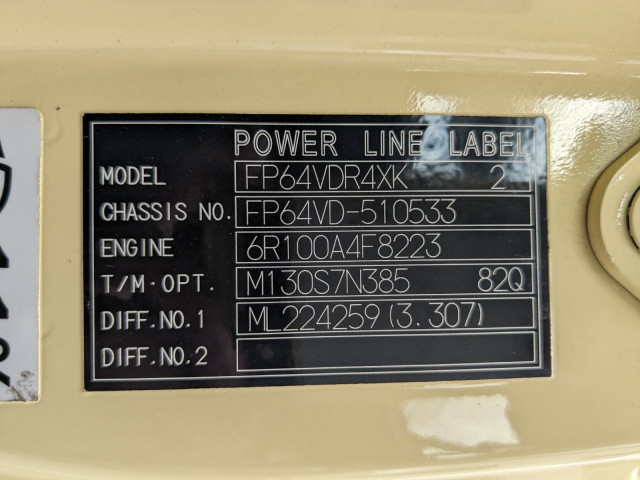 POWER LINE LABEL
MODEL FP64VDR4XK 2
CHASSIS NO. FP64VD-510533
ENGINE 6R100A4F8223
T/M·OPT. M130S7N385 82Q
DIFF.NO.1 ML224259(3.307)
DIFF.NO.2